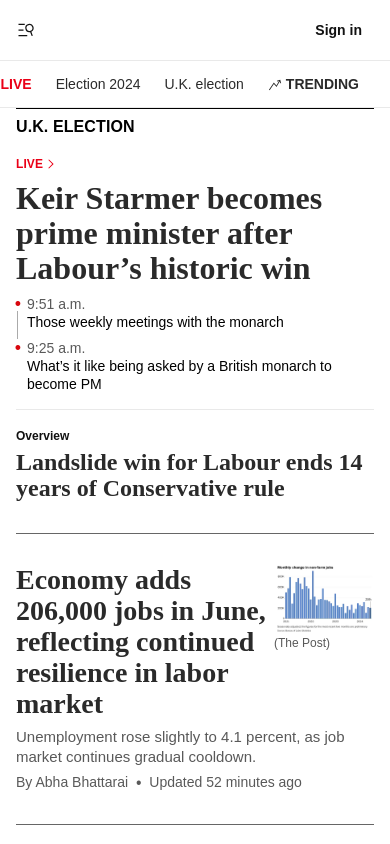 Sign in
LIVE Election 2024 U.K. election TRENDING
U.K. ELECTION
LIVE
Keir Starmer becomes
prime minister after
Labour’s historic win
9:51 a.m.
Those weekly meetings with the monarch
9:25 a.m.
What’s it like being asked by a British monarch to
become PM
Overview
Landslide win for Labour ends 14
years of Conservative rule
Economy adds
206,000 jobs in June,
reflecting continued
resilience in labor
market
Monthly change in non-farm jobs
(The Post)
Unemployment rose slightly to 4.1 percent, as job
market continues gradual cooldown.
By Abha Bhattarai • Updated 52 minutes ago